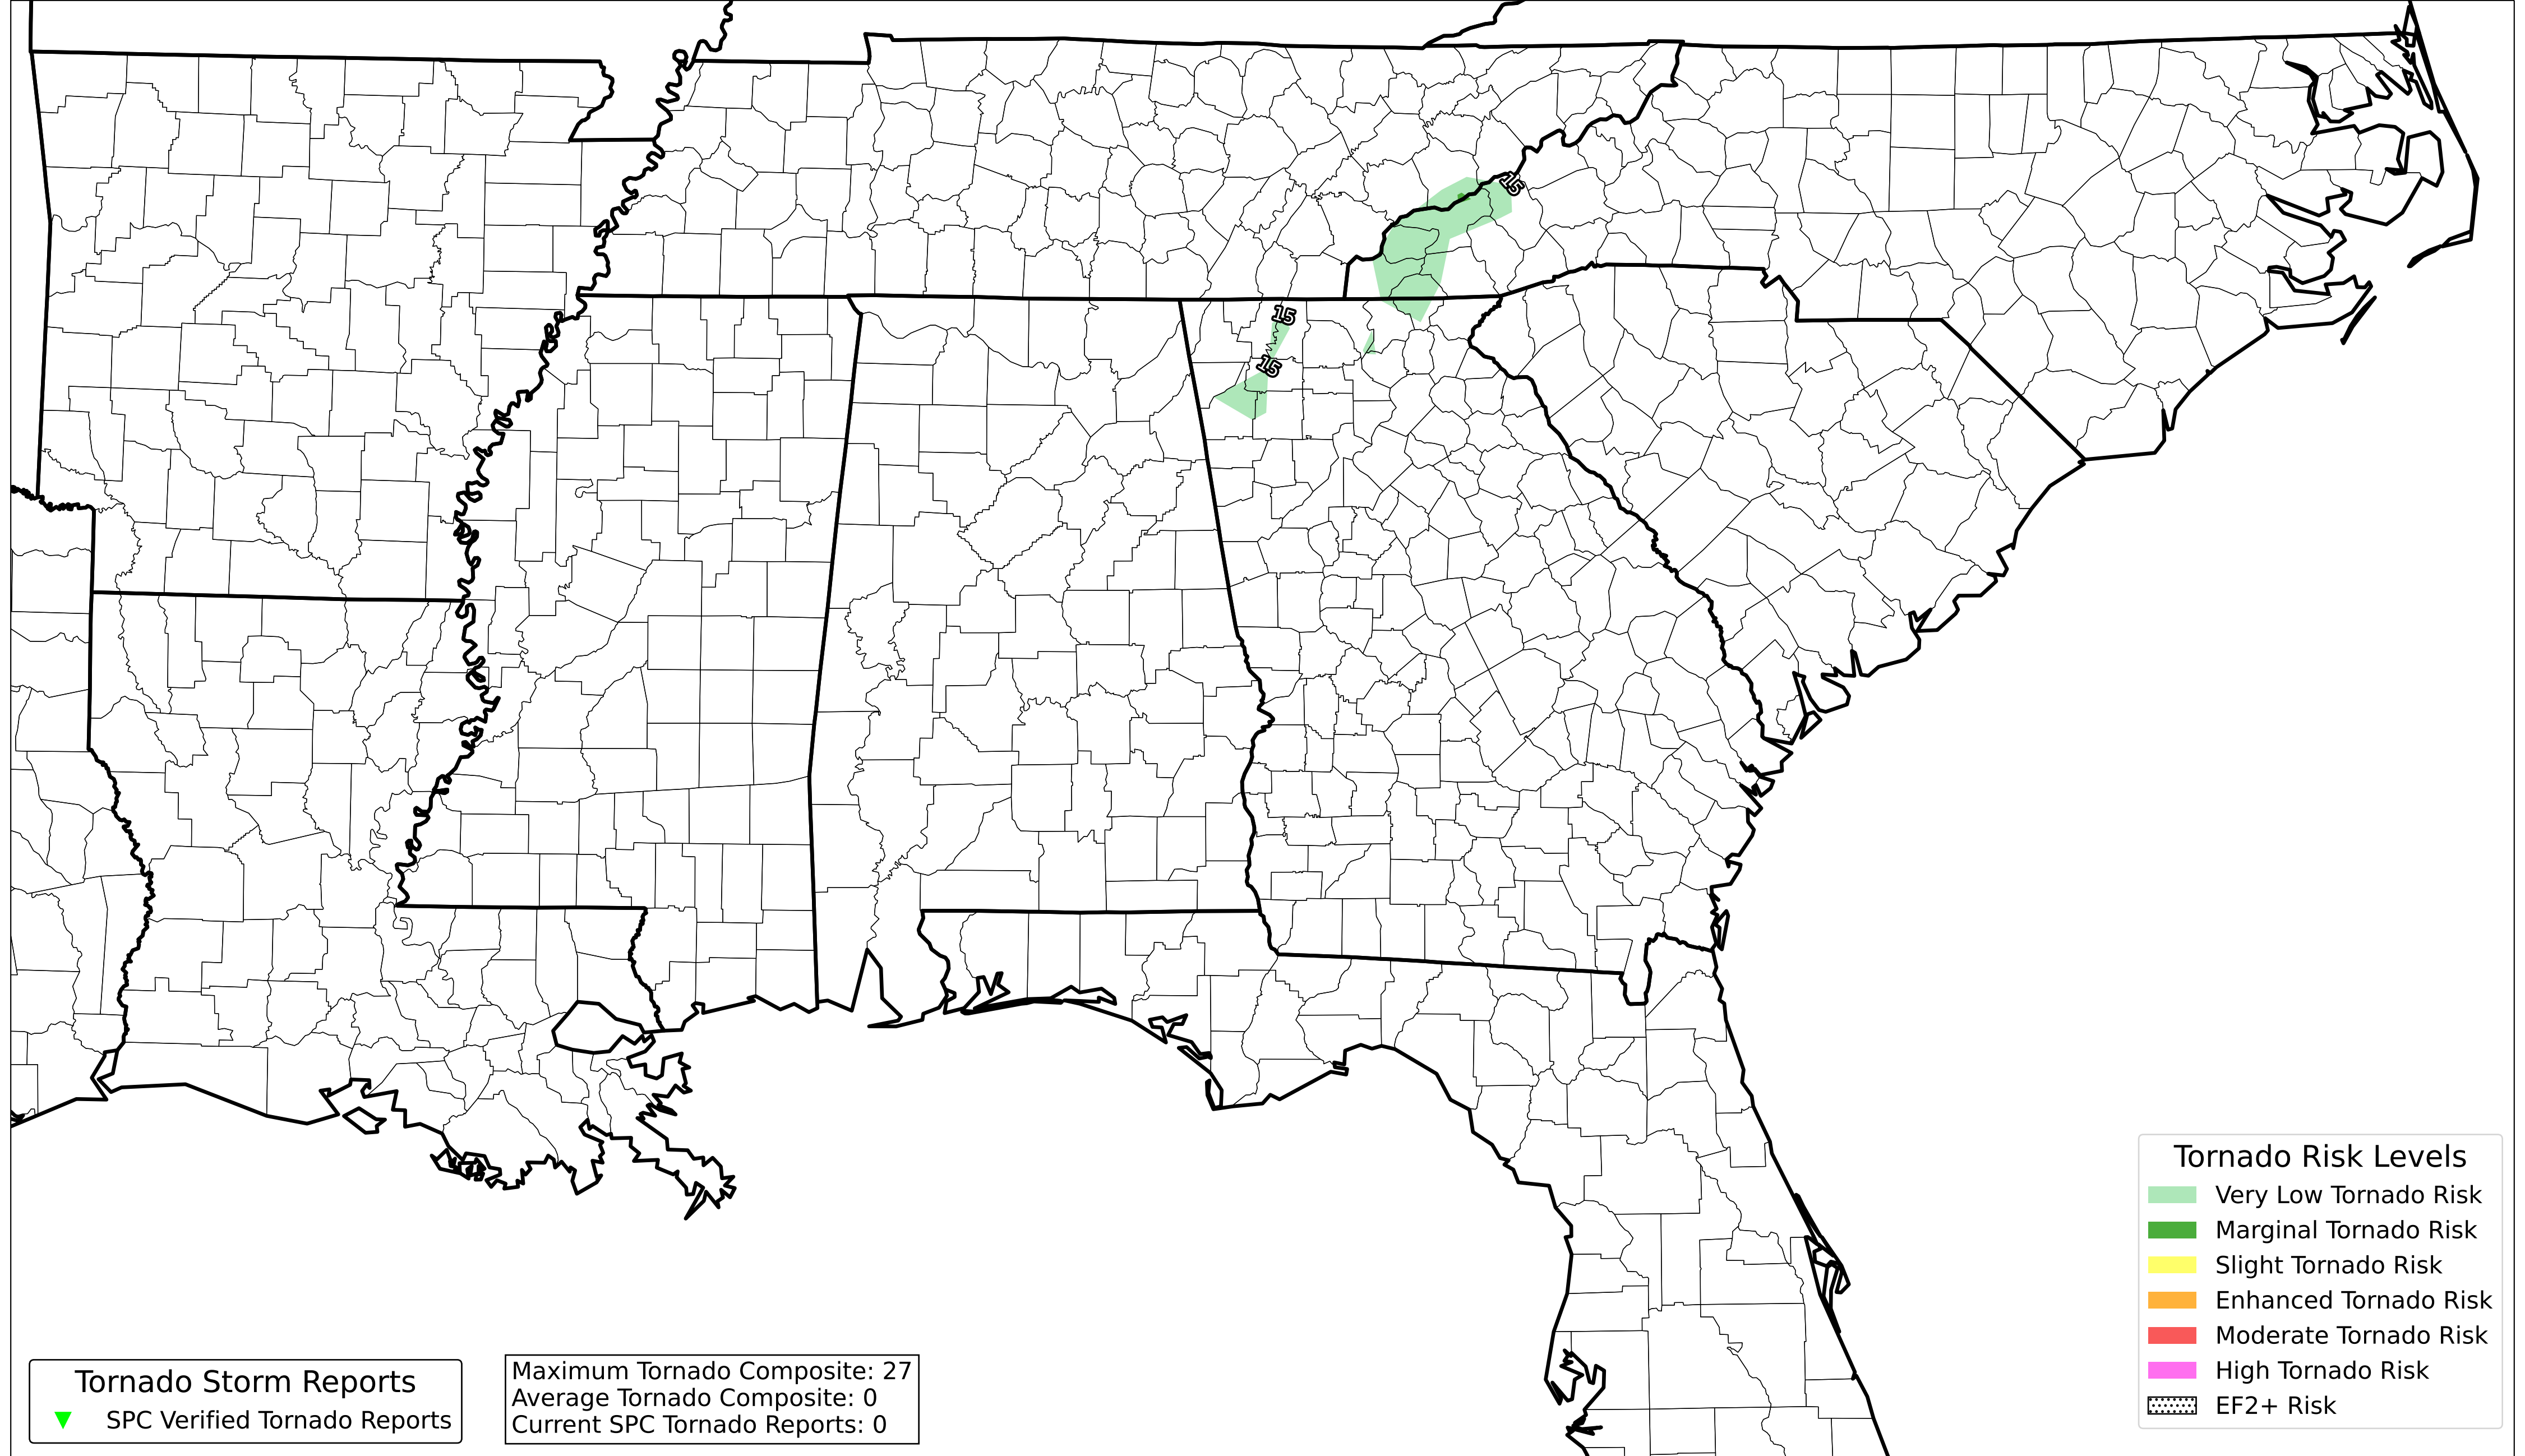 15
15
15
Tornado Risk Levels
Very Low Tornado Risk
Marginal Tornado Risk
Slight Tornado Risk
Enhanced Tornado Risk
Moderate Tornado Risk
High Tornado Risk
EF2+ Risk
Tornado Storm Reports
SPC Verified Tornado Reports
Maximum Tornado Composite: 27
Average Tornado Composite: 0
Current SPC Tornado Reports: 0